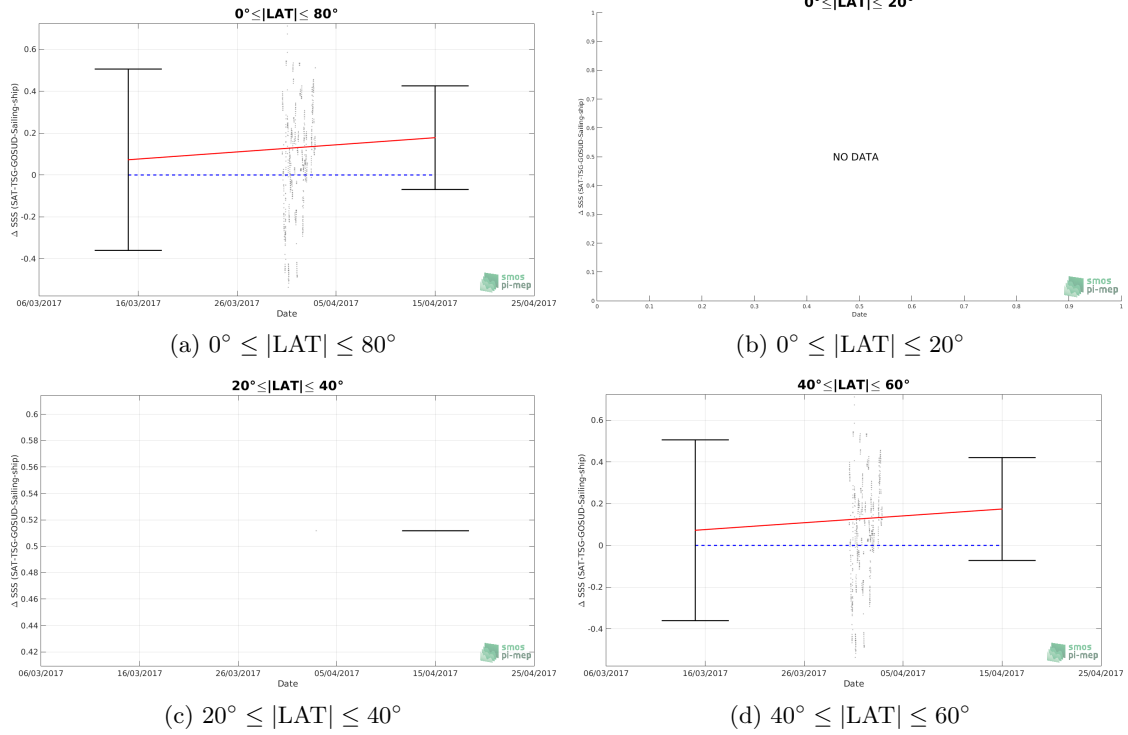 0°≤|LAT|≤ 80°
Δ SSS (SAT-TSG-GOSUD-Sailing-ship)
0.6
0.4
0.2
0
-0.2
-0.4
06/03/2017 16/03/2017 26/03/2017 05/04/2017 15/04/2017 25/04/2017
Date
smos
pi-mep
(a) 0° ≤ |LAT| ≤ 80°
0°≤|LAT|≤ 20°
Δ SSS (SAT-TSG-GOSUD-Sailing-ship)
1
0.9
0.8
0.7
0.6
0.5
0.4
0.3
0.2
0.1
0
NO DATA
0 0.1 0.2 0.3 0.4 0.5 0.6 0.7 0.8 0.9 1
Date
smos
pi-mep
(b) 0° ≤ |LAT| ≤ 20°
20°≤|LAT|≤ 40°
Δ SSS (SAT-TSG-GOSUD-Sailing-ship)
0.6
0.58
0.56
0.54
0.52
0.5
0.48
0.46
0.44
0.42
06/03/2017 16/03/2017 26/03/2017 05/04/2017 15/04/2017 25/04/2017
Date
smos
pi-mep
(c) 20° ≤ |LAT| ≤ 40°
40°≤|LAT|≤ 60°
Δ SSS (SAT-TSG-GOSUD-Sailing-ship)
0.6
0.4
0.2
0
-0.2
-0.4
06/03/2017 16/03/2017 26/03/2017 05/04/2017 15/04/2017 25/04/2017
Date
smos
pi-mep
(d) 40° ≤ |LAT| ≤ 60°